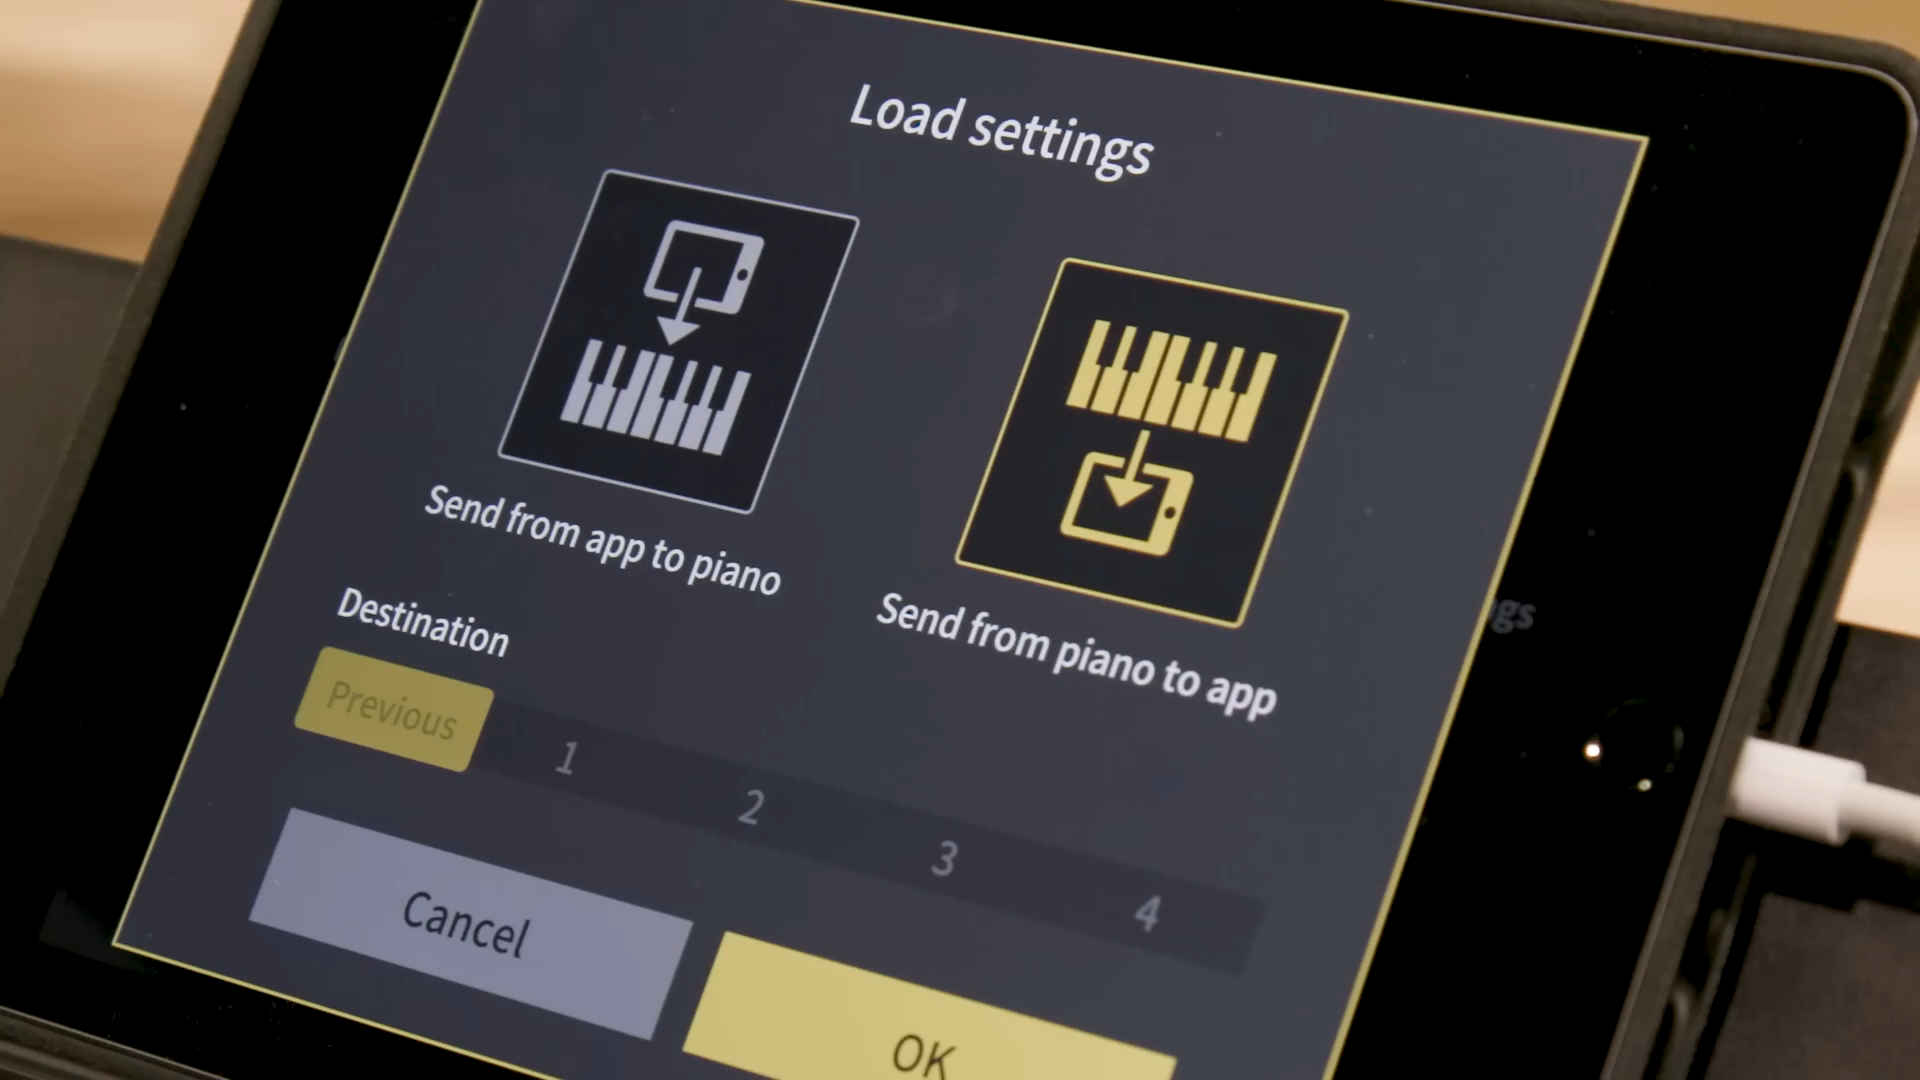 Load settings
Send from app to piano
Send from piano to app
Destination
Previous 1 2 3 4
Cancel
OK